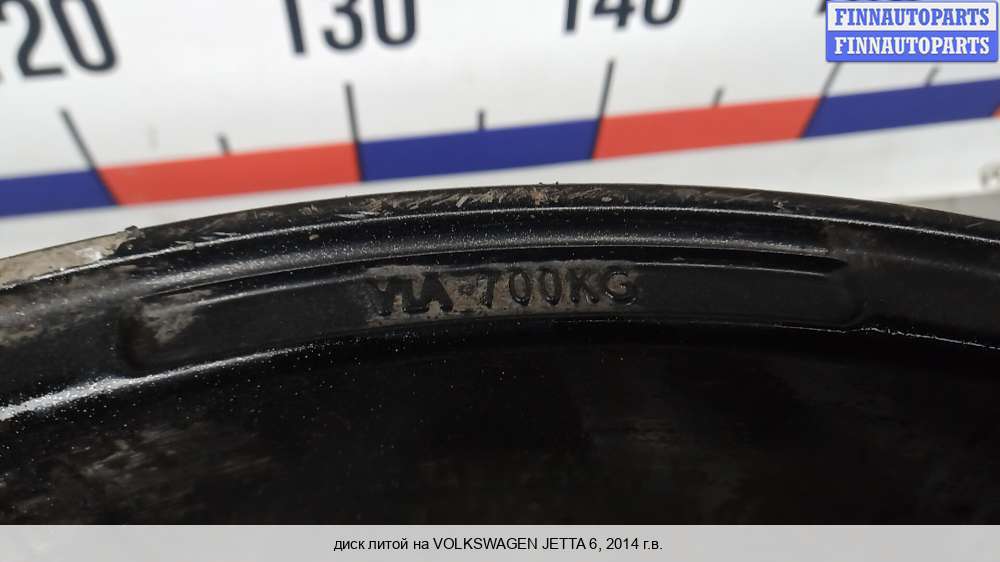 120 130 140
FINNAUTOPARTS
FINNAUTOPARTS
VIA 700KG
диск литой на VOLKSWAGEN JETTA 6, 2014 г.в.